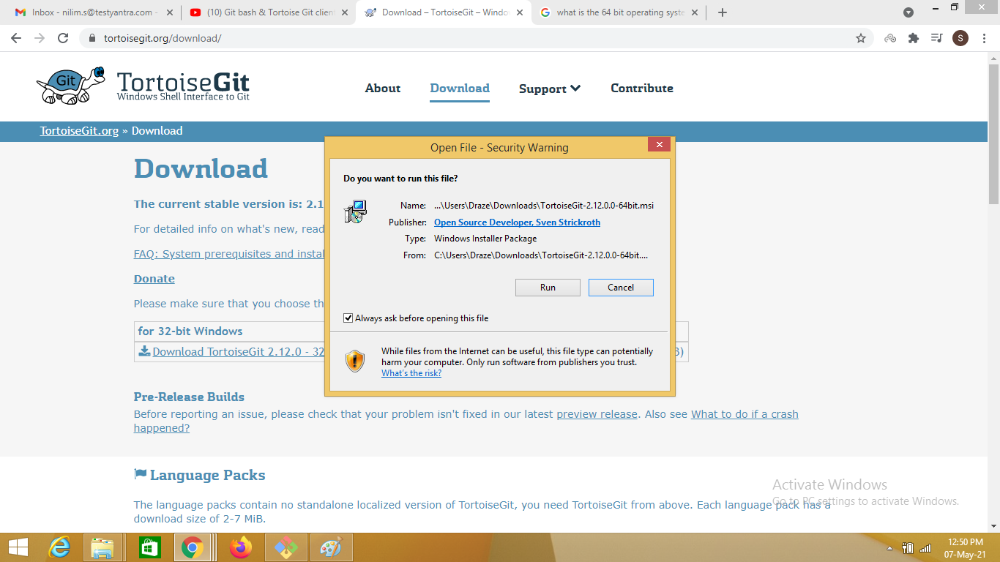 Inbox - nilim.s@testyantra.com -
(10) Git bash & Tortoise Git clien
Download – TortoiseGit – Windo
what is the 64 bit operating syste
tortoisegit.org/download/
S
Git
TortoiseGit
Windows Shell Interface to Git
About
Download
Support
Contribute
TortoiseGit.org » Download
Download
The current stable version is: 2.1
For detailed info on what's new, read
FAQ: System prerequisites and instal
Donate
Please make sure that you choose th
for 32-bit Windows
Download TortoiseGit 2.12.0 - 32
)
Open File - Security Warning
Do you want to run this file?
Name: ...\Users\Draze\Downloads\TortoiseGit-2.12.0.0-64bit.msi
Publisher: Open Source Developer, Sven Strickroth
Type: Windows Installer Package
From: C:\Users\Draze\Downloads\TortoiseGit-2.12.0.0-64bit....
Run
Cancel
Always ask before opening this file
While files from the Internet can be useful, this file type can potentially
harm your computer. Only run software from publishers you trust.
What's the risk?
Pre-Release Builds
Before reporting an issue, please check that your problem isn't fixed in our latest preview release. Also see What to do if a crash
happened?
Language Packs
The language packs contain no standalone localized version of TortoiseGit, you need TortoiseGit from above. Each language pack has a
download size of 2-7 MiB.
Activate Windows
Go to PC settings to activate Windows.
12:50 PM
07-May-21